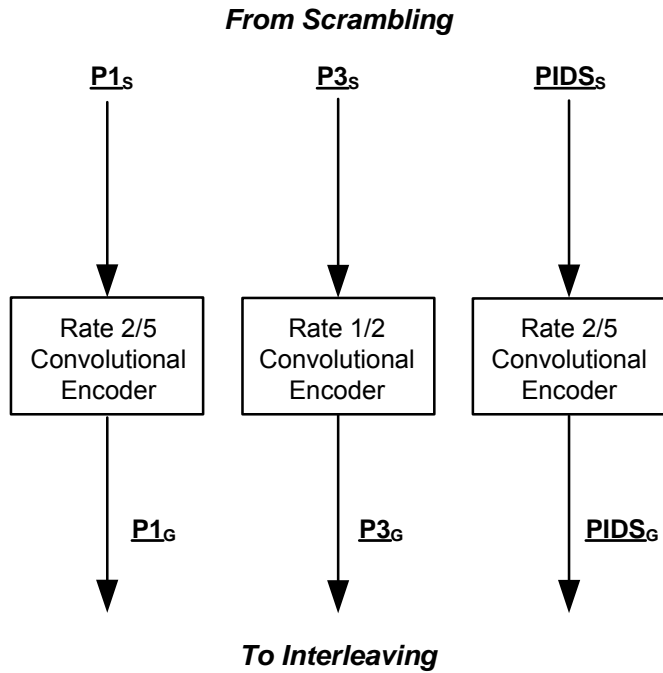 From Scrambling
P1S
P3S
PIDSS
Rate 2/5
Convolutional
Encoder
Rate 1/2
Convolutional
Encoder
Rate 2/5
Convolutional
Encoder
P1G
P3G
PIDSG
To Interleaving